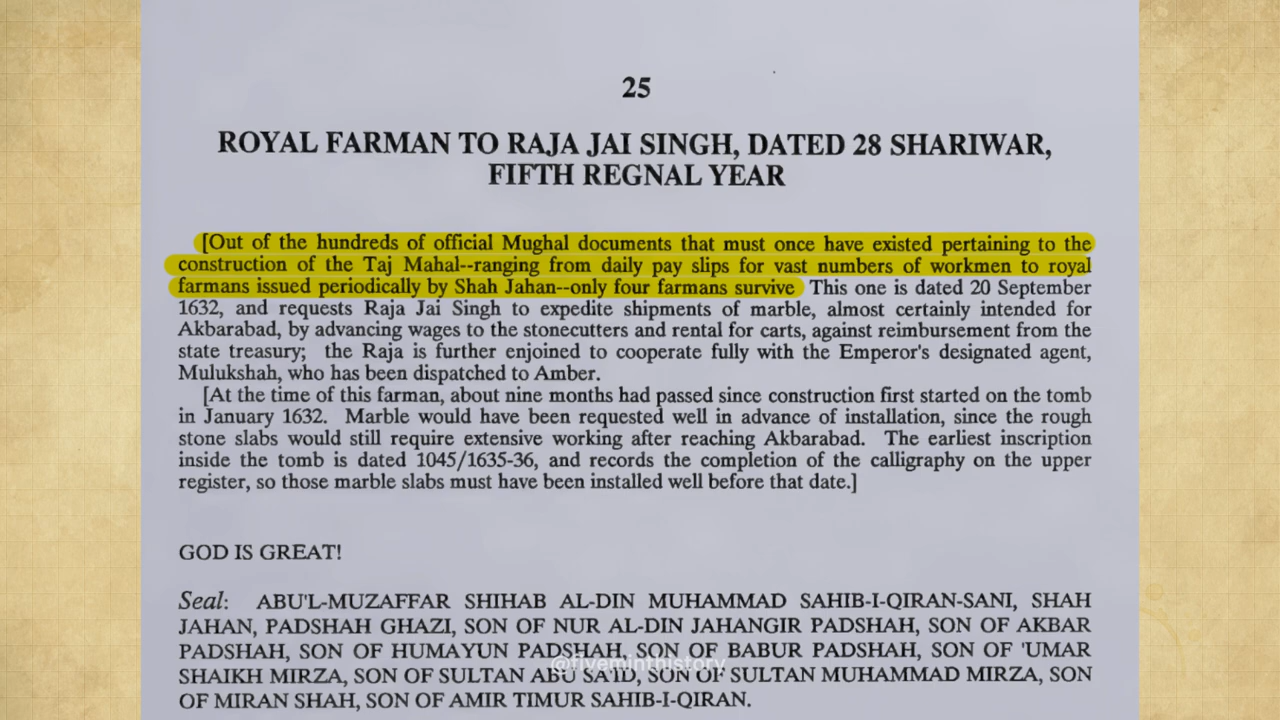 25
ROYAL FARMAN TO RAJA JAI SINGH, DATED 28 SHARIWAR,
FIFTH REGNAL YEAR
[Out of the hundreds of official Mughal documents that must once have existed pertaining to the
construction of the Taj Mahal--ranging from daily pay slips for vast numbers of workmen to royal
farmans issued periodically by Shah Jahan--only four farmans survive This one is dated 20 September
1632, and requests Raja Jai Singh to expedite shipments of marble, almost certainly intended for
Akbarabad, by advancing wages to the stonecutters and rental for carts, against reimbursement from the
state treasury; the Raja is further enjoined to cooperate fully with the Emperor's designated agent,
Mulukshah, who has been dispatched to Amber.
[At the time of this farman, about nine months had passed since construction first started on the tomb
in January 1632. Marble would have been requested well in advance of installation, since the rough
stone slabs would still require extensive working after reaching Akbarabad. The earliest inscription
inside the tomb is dated 1045/1635-36, and records the completion of the calligraphy on the upper
register, so those marble slabs must have been installed well before that date.]
GOD IS GREAT!
Seal: ABU'L-MUZAFFAR SHIHAB AL-DIN MUHAMMAD SAHIB-I-QIRAN-SANI, SHAH
JAHAN, PADSHAH GHAZI, SON OF NUR AL-DIN JAHANGIR PADSHAH, SON OF AKBAR
PADSHAH, SON OF HUMAYUN PADSHAH, SON OF BABUR PADSHAH, SON OF 'UMAR
@fiveminthistory
SHAIKH MIRZA, SON OF SULTAN ABU SA'ID, SON OF SULTAN MUHAMMAD MIRZA, SON
OF MIRAN SHAH, SON OF AMIR TIMUR SAHIB-I-QIRAN.